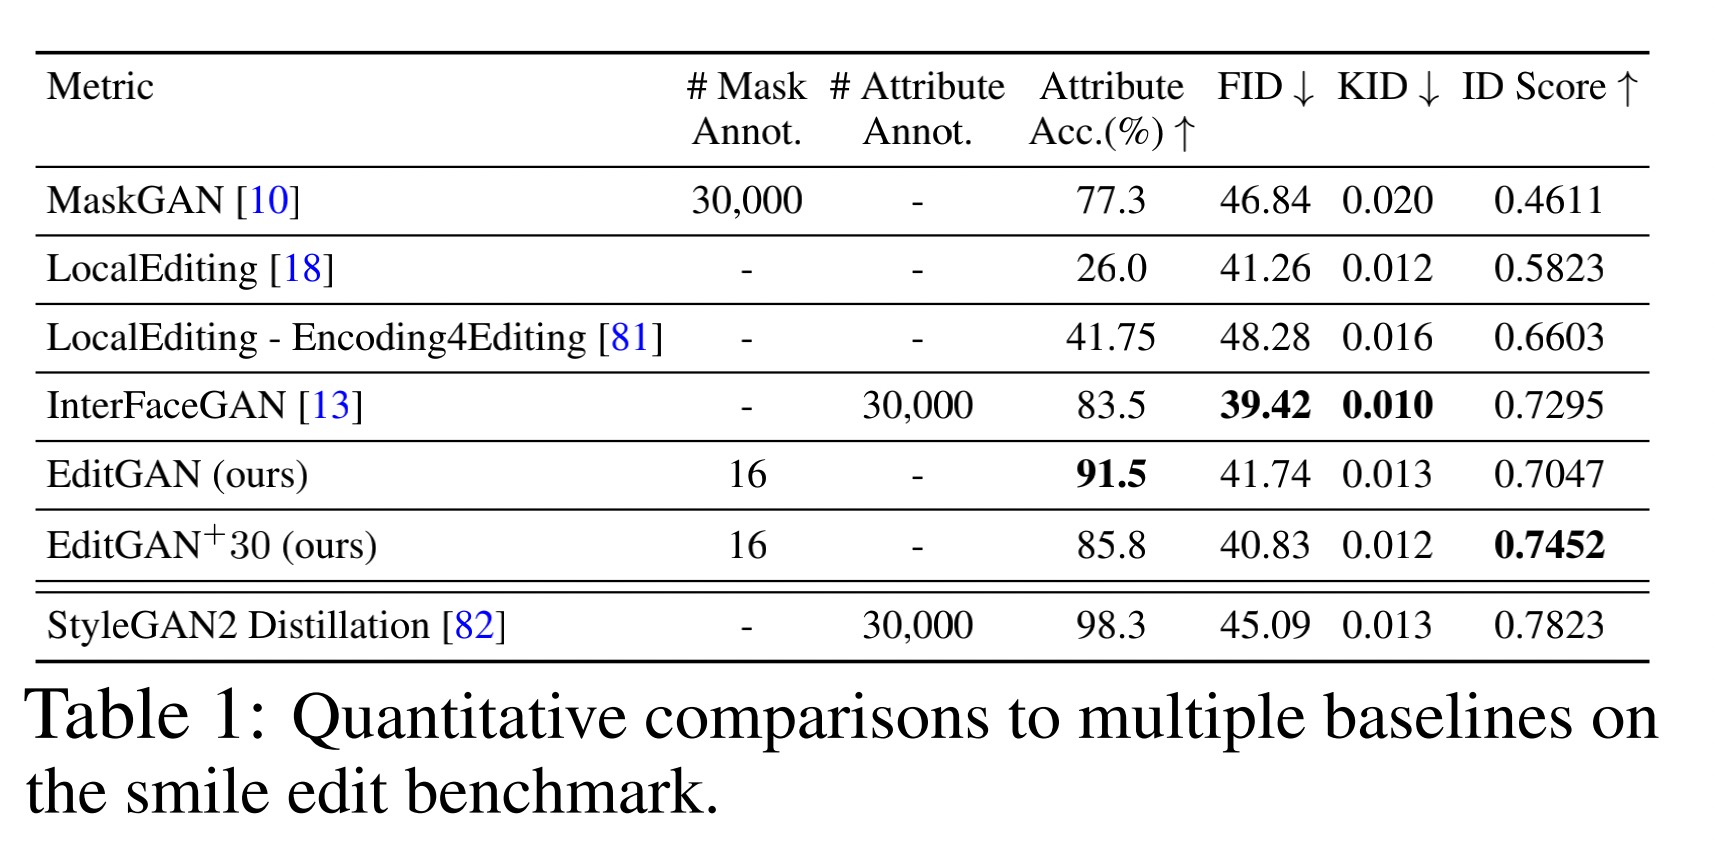 Metric # Mask # Attribute Attribute FID ↓ KID ↓ ID Score ↑
Annot. Annot. Acc.(%) ↑
MaskGAN [10] 30,000 - 77.3 46.84 0.020 0.4611
LocalEditing [18] - - 26.0 41.26 0.012 0.5823
LocalEditing - Encoding4Editing [81] - - 41.75 48.28 0.016 0.6603
InterFaceGAN [13] - 30,000 83.5 39.42 0.010 0.7295
EditGAN (ours) 16 - 91.5 41.74 0.013 0.7047
EditGAN⁺30 (ours) 16 - 85.8 40.83 0.012 0.7452
StyleGAN2 Distillation [82] - 30,000 98.3 45.09 0.013 0.7823
Table 1: Quantitative comparisons to multiple baselines on
the smile edit benchmark.